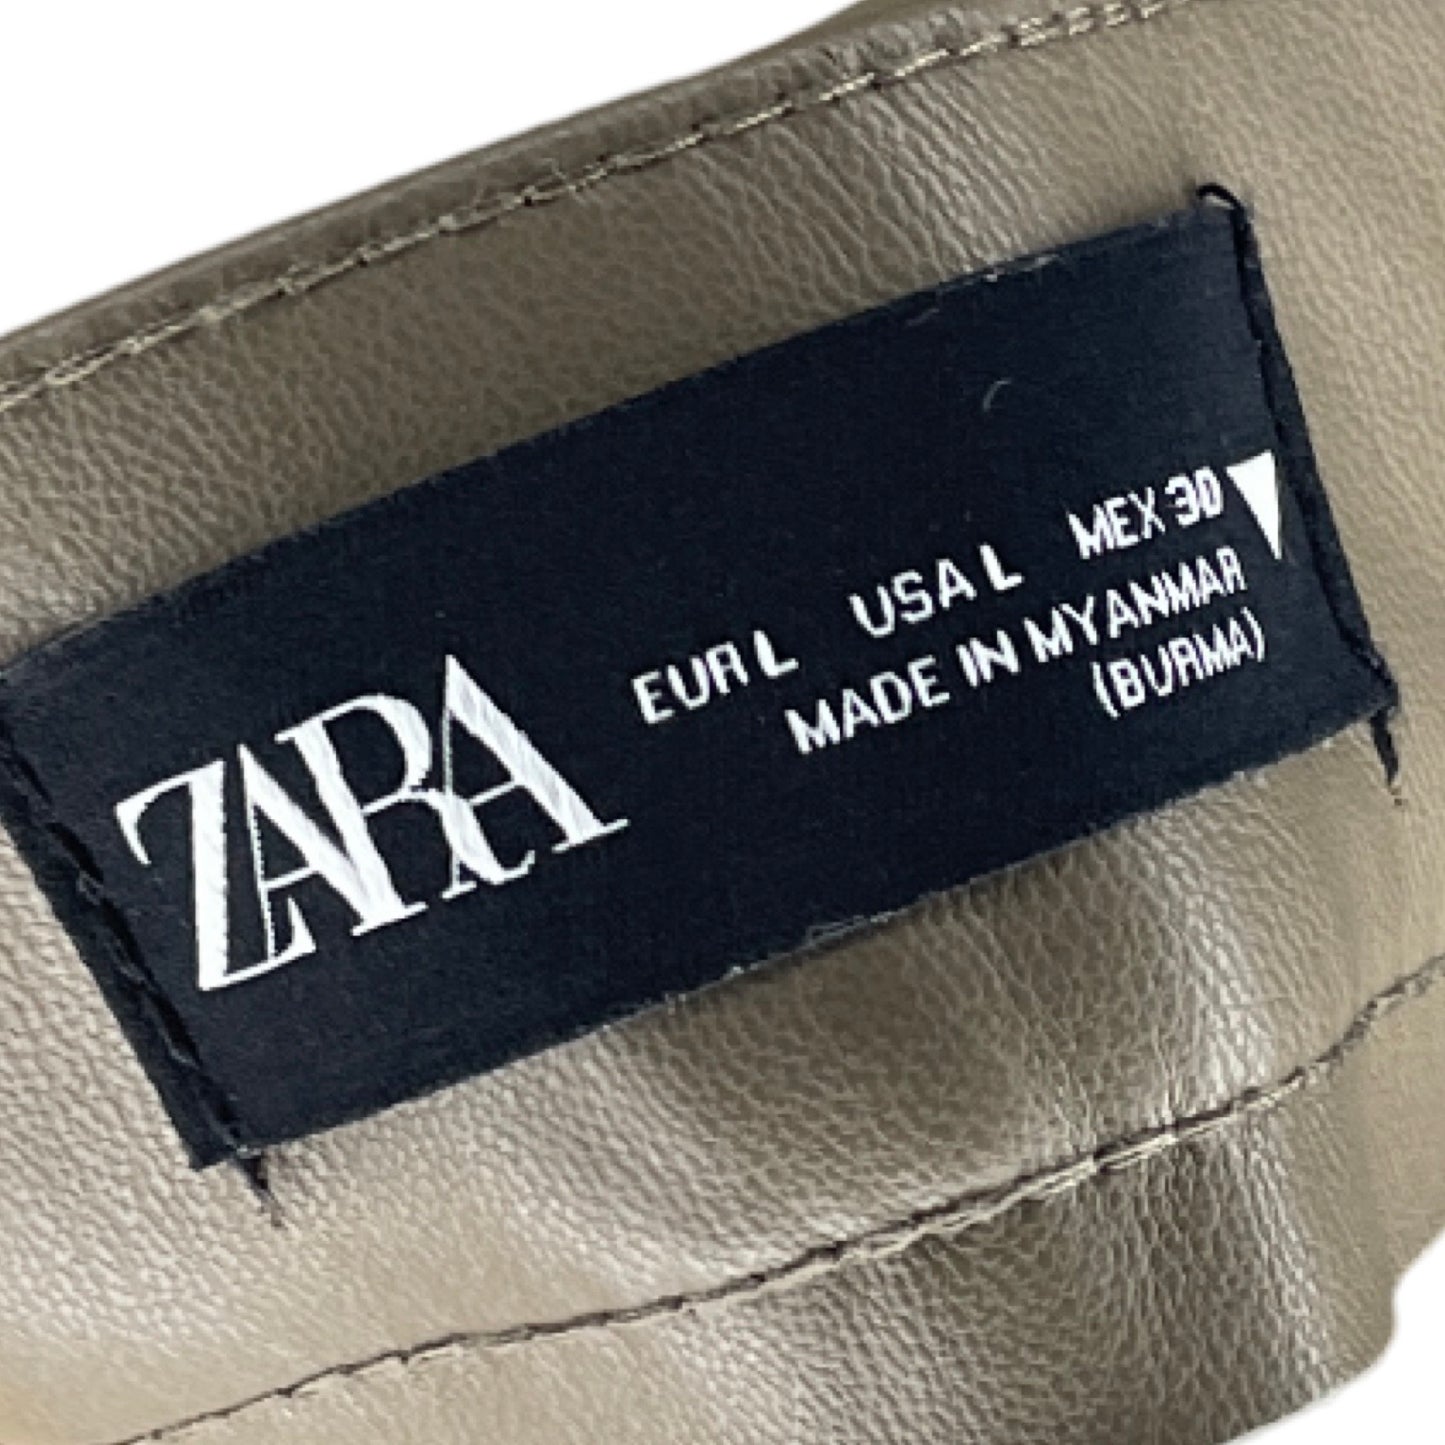 ZARA
EUR L USA L MEX 30
MADE IN MYANMAR
(BURMA)